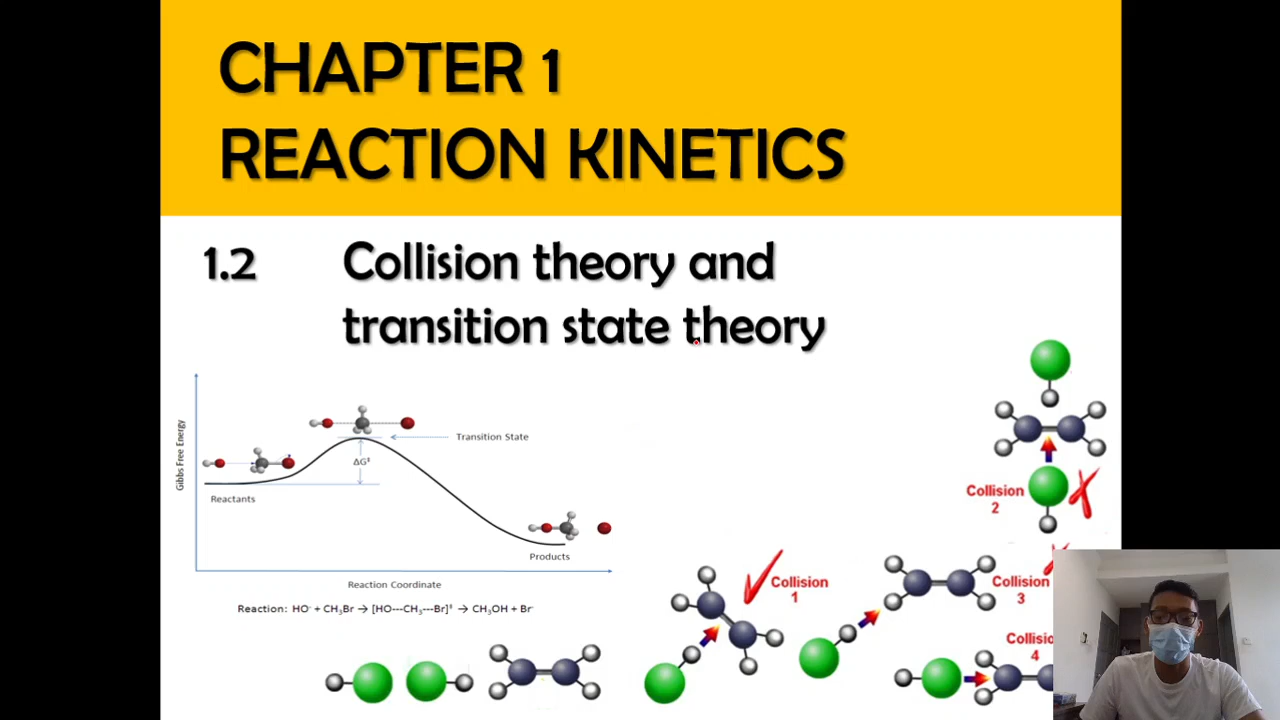 CHAPTER 1
REACTION KINETICS
1.2 Collision theory and
transition state theory
Gibbs Free Energy
Transition State
ΔG‡
Reactants
Products
Reaction Coordinate
Reaction: HO⁻ + CH₃Br → [HO---CH₃---Br]‡ → CH₃OH + Br⁻
Collision
2
Collision
1
Collision
3
Collisio
4